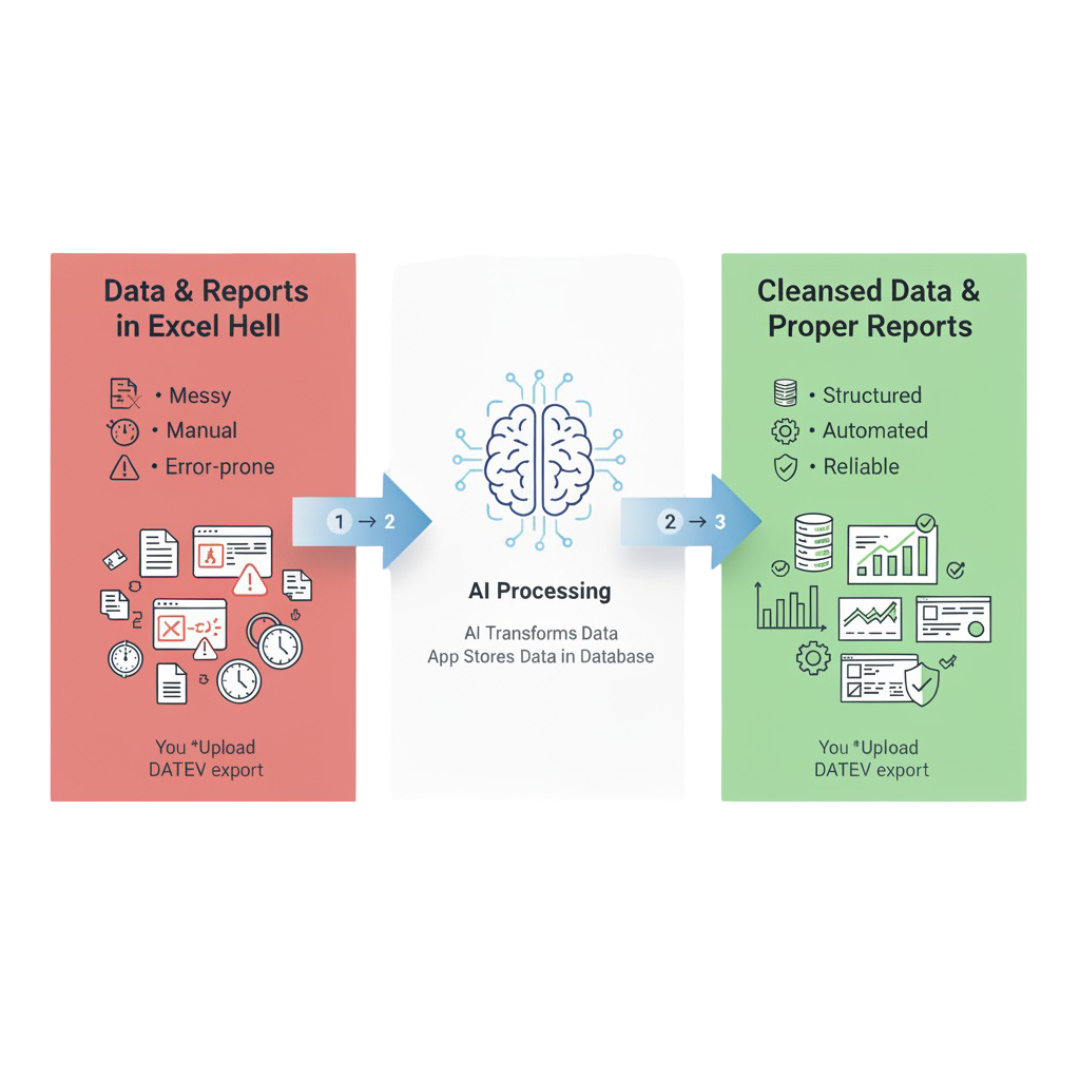 Data & Reports
in Excel Hell
• Messy
• Manual
• Error-prone
You *Upload
DATEV export
1 → 2
AI Processing
AI Transforms Data
App Stores Data in Database
2 → 3
Cleansed Data &
Proper Reports
• Structured
• Automated
• Reliable
You *Upload
DATEV export